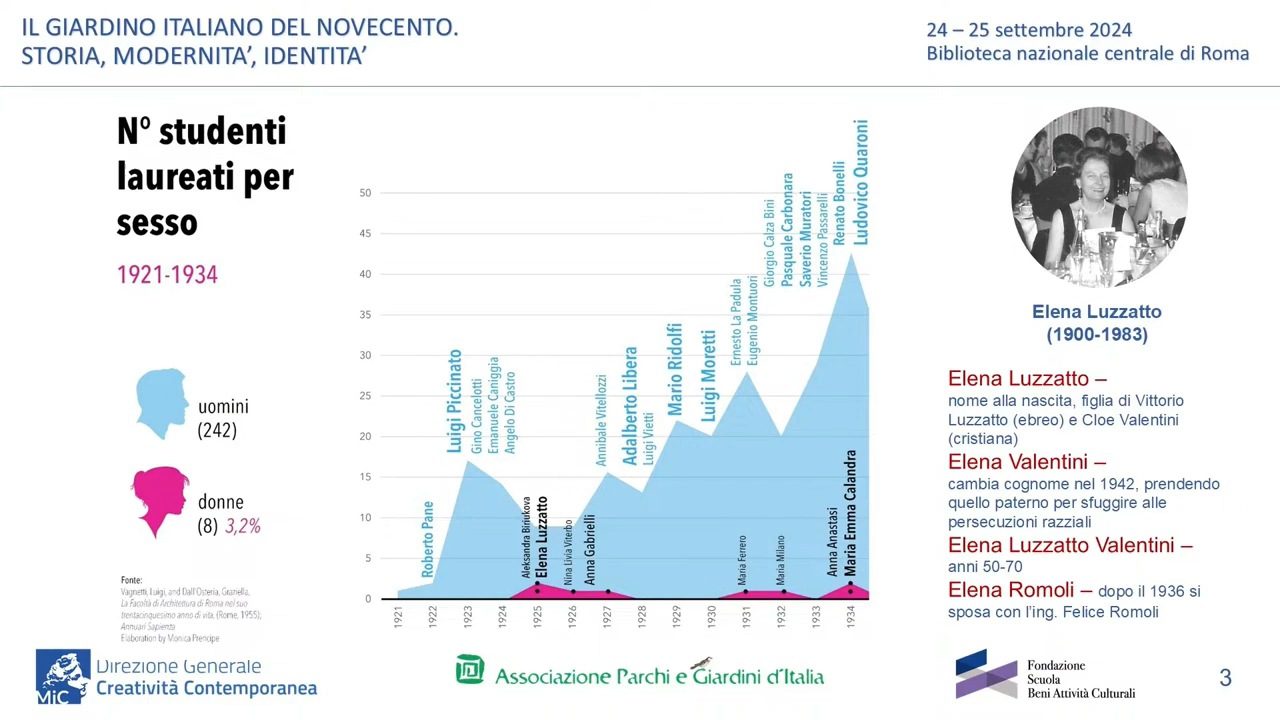 IL GIARDINO ITALIANO DEL NOVECENTO.
STORIA, MODERNITA’, IDENTITA’
24 – 25 settembre 2024
Biblioteca nazionale centrale di Roma
N° studenti
laureati per
sesso
1921-1934
uomini
(242)
donne
(8) 3,2%
Fonte:
Vagnetti, Luigi, and Dall'Osteria, Graziella,
La Facoltà di Architettura di Roma nel suo
trentacinquesimo anno di vita, (Rome, 1955);
Annuari Sapienza
Elaboration by Monica Prencipe
50
45
40
35
30
25
20
15
10
5
0
Roberto Pane
Luigi Piccinato
Gino Cancelotti
Emanuele Caniggia
Angelo Di Castro
Aleksandra Biriukova
Elena Luzzatto
Nina Livia Viterbo
Anna Gabrielli
Annibale Vitellozzi
Adalberto Libera
Luigi Vietti
Mario Ridolfi
Luigi Moretti
Ernesto La Padula
Eugenio Montuori
Maria Ferrero
Maria Milano
Giorgio Calza Bini
Pasquale Carbonara
Saverio Muratori
Vincenzo Passarelli
Renato Bonelli
Ludovico Quaroni
Anna Anastasi
Maria Emma Calandra
1921
1922
1923
1924
1925
1926
1927
1928
1929
1930
1931
1932
1933
1934
Elena Luzzatto
(1900-1983)
Elena Luzzatto –
nome alla nascita, figlia di Vittorio
Luzzatto (ebreo) e Cloe Valentini
(cristiana)
Elena Valentini –
cambia cognome nel 1942, prendendo
quello paterno per sfuggire alle
persecuzioni razziali
Elena Luzzatto Valentini –
anni 50-70
Elena Romoli – dopo il 1936 si
sposa con l’ing. Felice Romoli
MiC
Direzione Generale
Creatività Contemporanea
Associazione Parchi e Giardini d’Italia
Fondazione
Scuola
Beni Attività Culturali
3